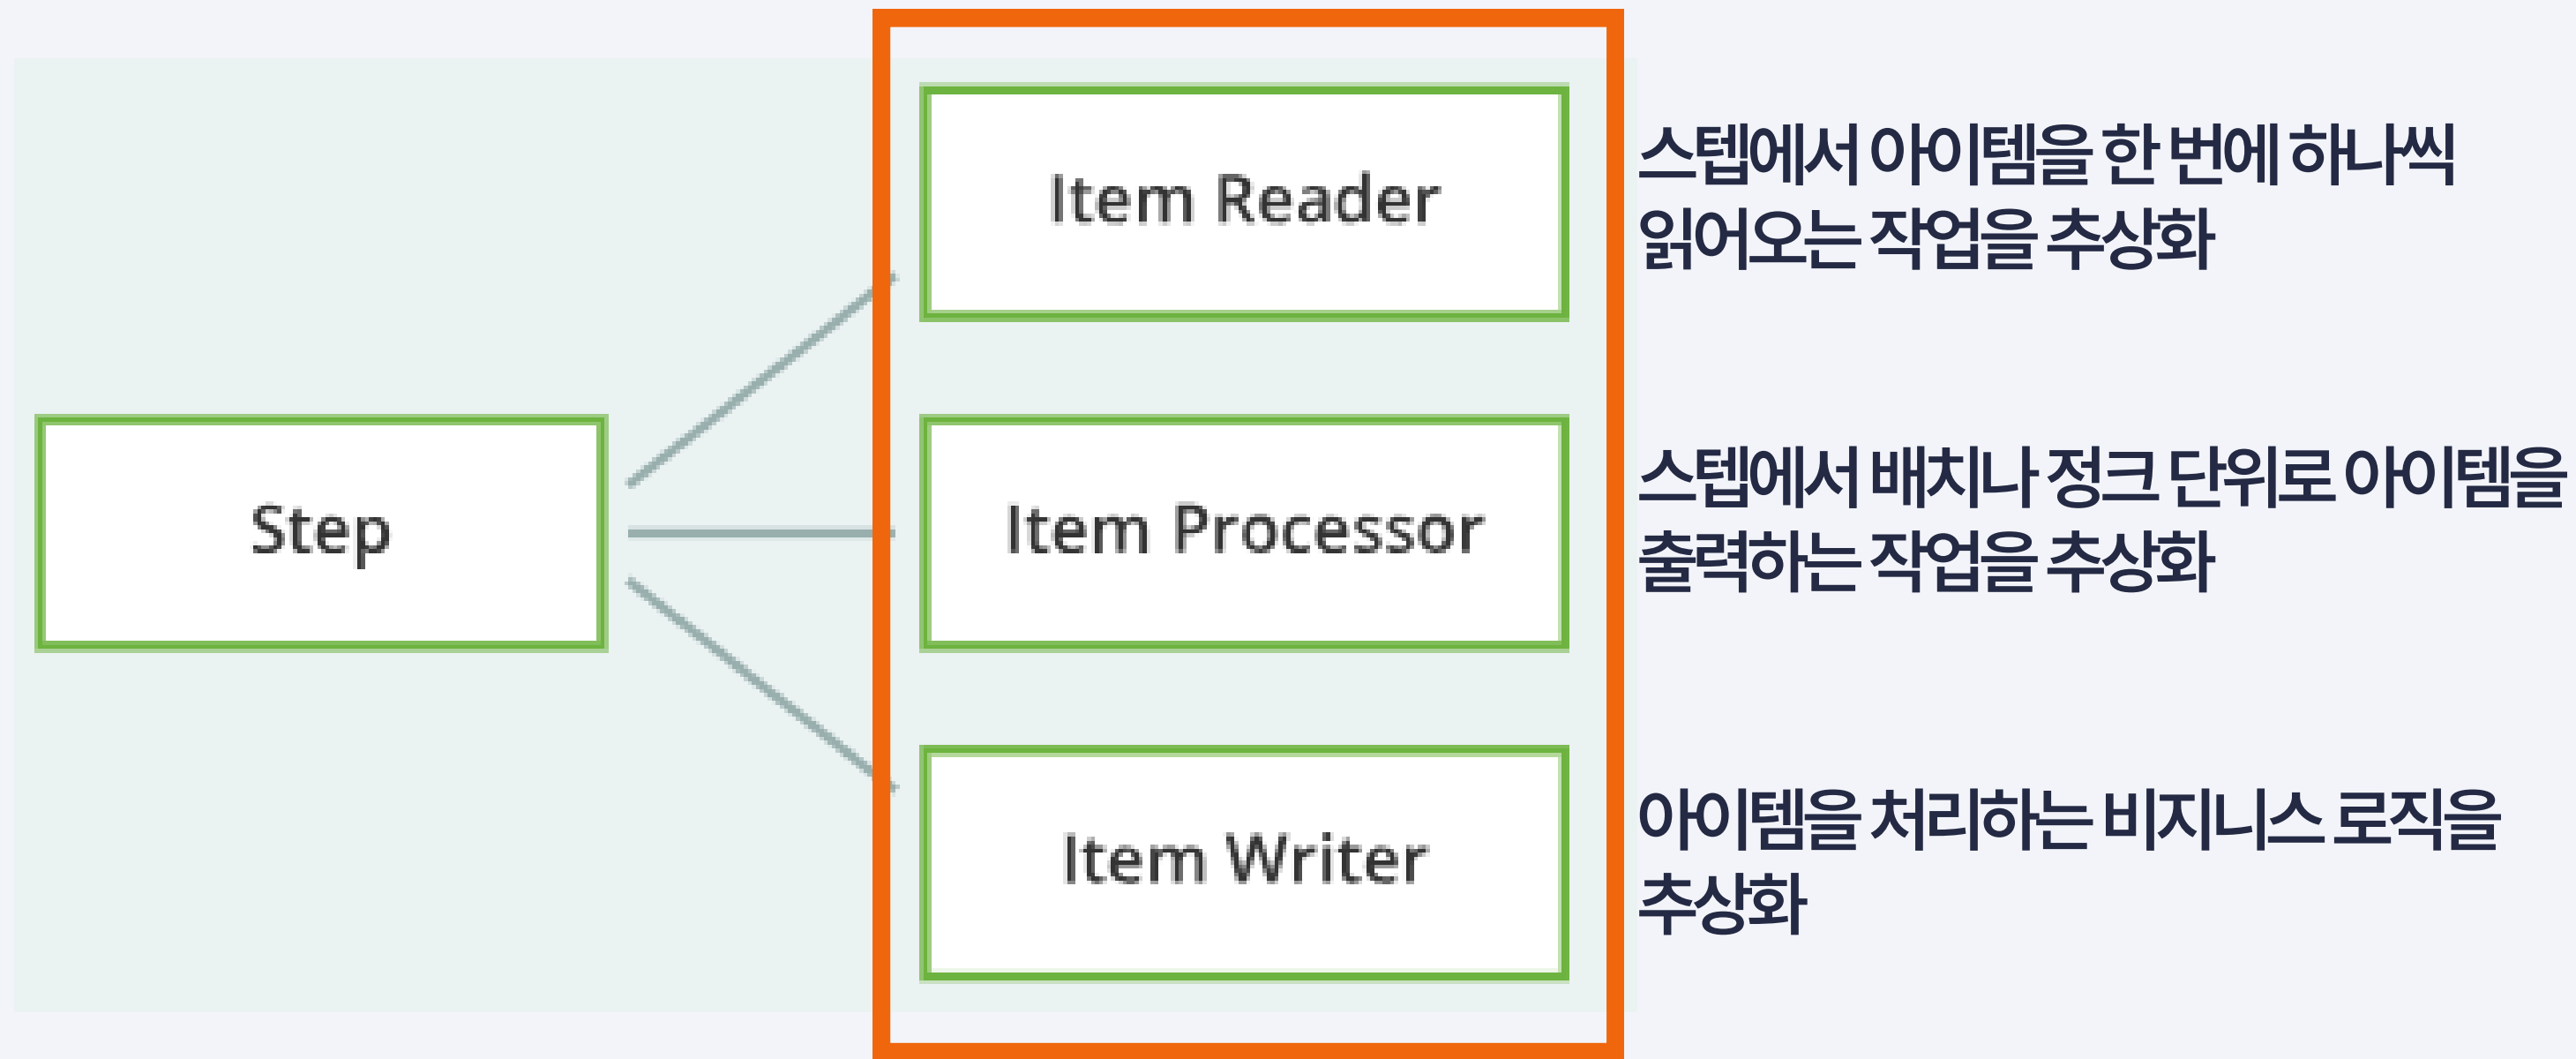 Item Reader
스텝에서 아이템을 한 번에 하나씩
읽어오는 작업을 추상화
Step
Item Processor
스텝에서 배치나 청크 단위로 아이템을
출력하는 작업을 추상화
Item Writer
아이템을 처리하는 비지니스 로직을
추상화